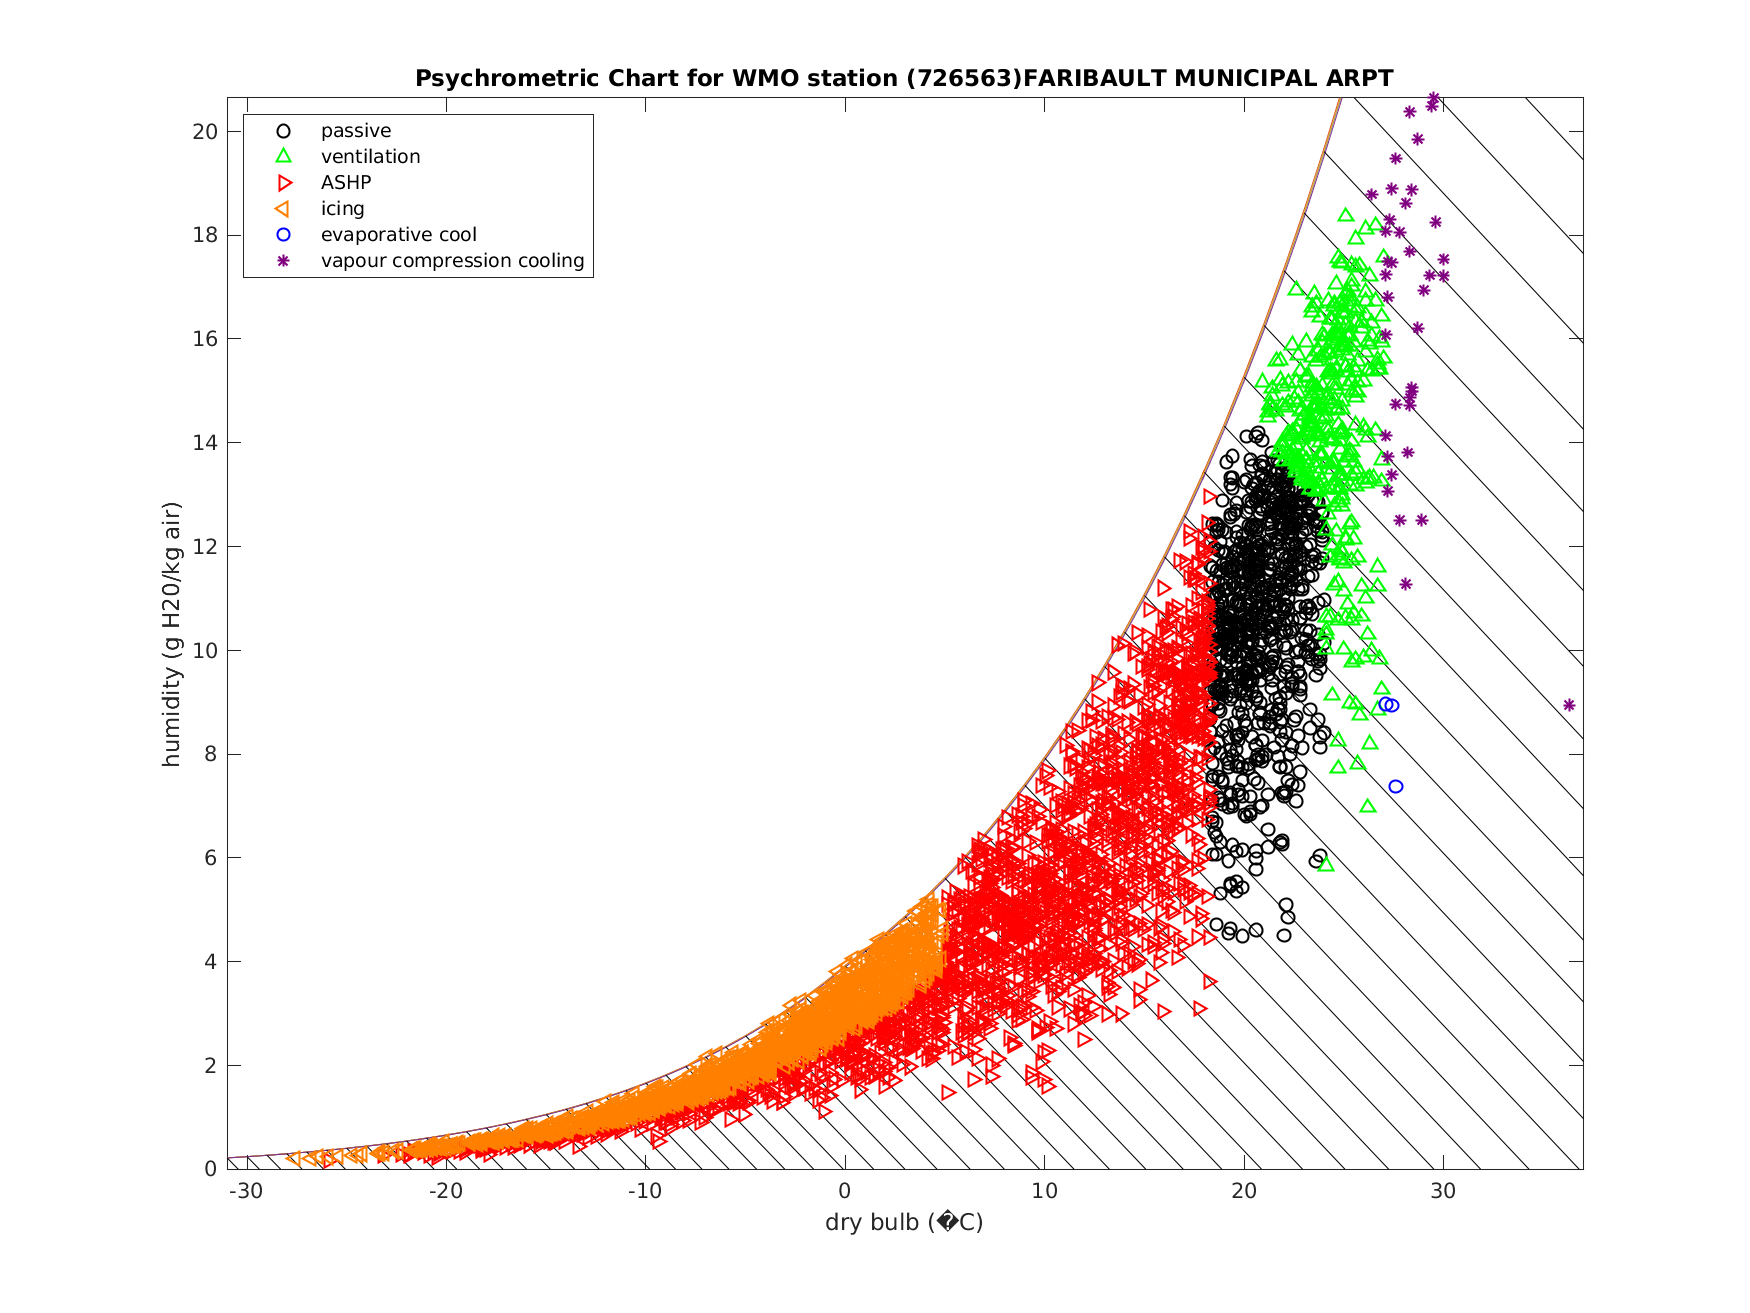 Psychrometric Chart for WMO station (726563)FARIBAULT MUNICIPAL ARPT
passive
ventilation
ASHP
icing
evaporative cool
vapour compression cooling
humidity (g H20/kg air)
20
18
16
14
12
10
8
6
4
2
0
-30 -20 -10 0 10 20 30
dry bulb (�C)